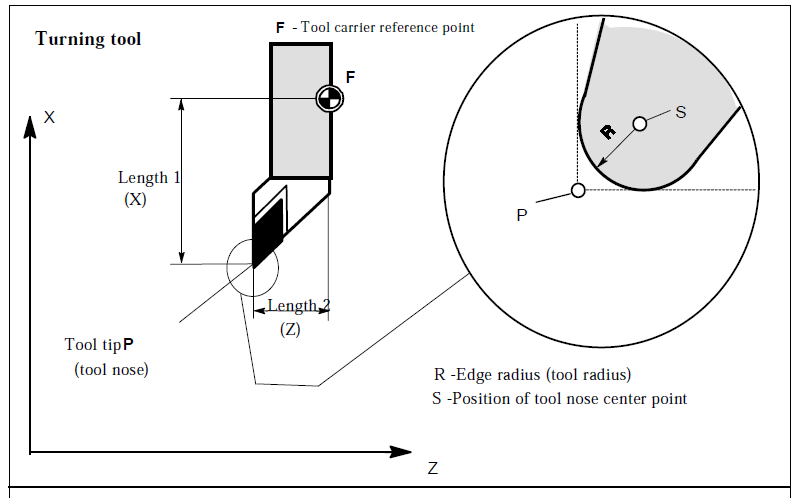 Turning tool
F - Tool carrier reference point
F
X
Length 1
(X)
S
R
P
Length 2
(Z)
Tool tip P
(tool nose)
R -Edge radius (tool radius)
S -Position of tool nose center point
Z